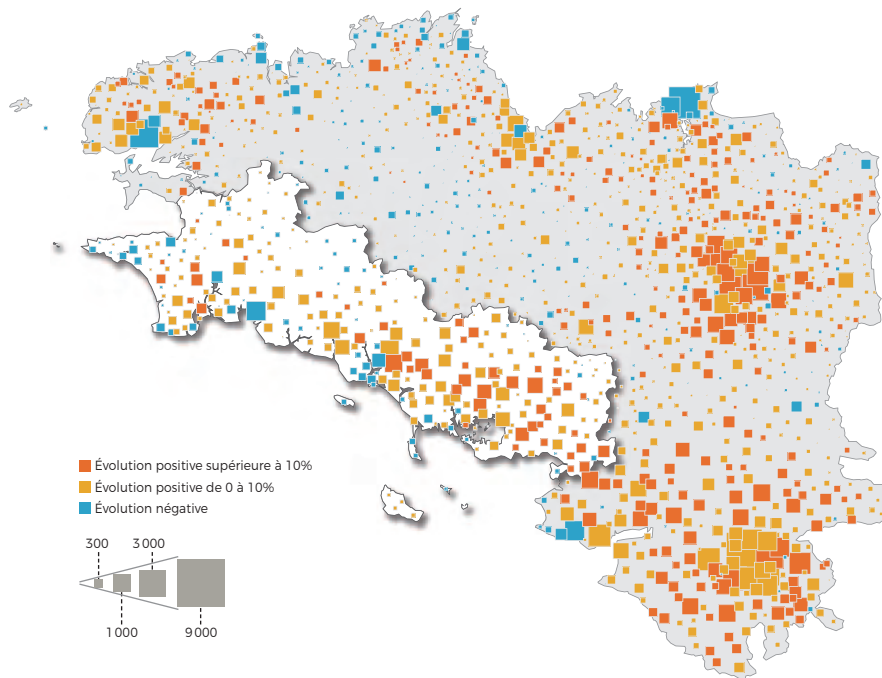 Évolution positive supérieure à 10%
Évolution positive de 0 à 10%
Évolution négative
300
3 000
1 000
9 000